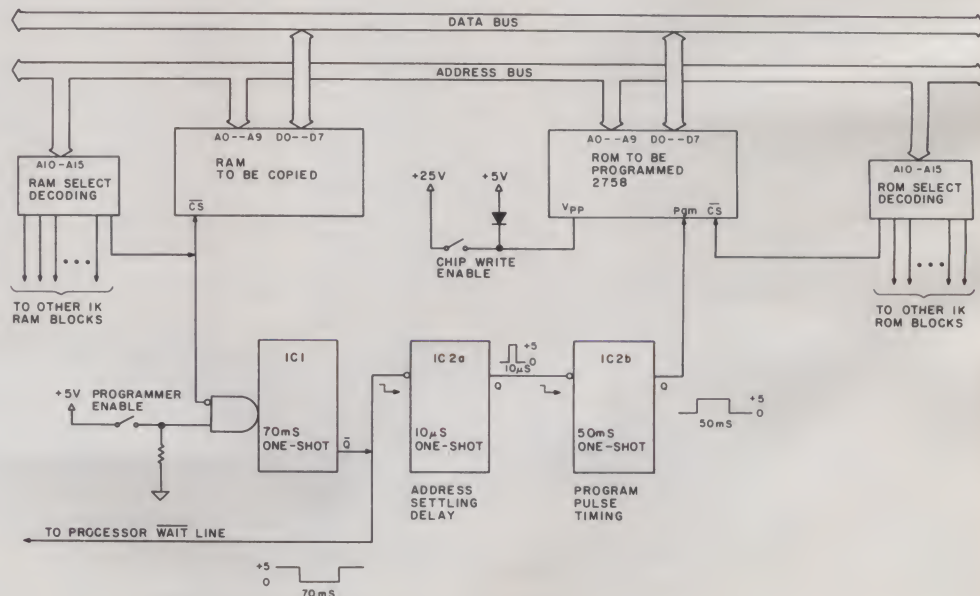 DATA BUS
ADDRESS BUS
A10-A15
RAM SELECT
DECODING
TO OTHER 1K
RAM BLOCKS
A0--A9 D0--D7
RAM
TO BE COPIED
CS
+25V
+5V
CHIP WRITE
ENABLE
A0--A9 D0--D7
ROM TO BE
PROGRAMMED
2758
VPP
Pgm CS
A10-A15
ROM SELECT
DECODING
TO OTHER 1K
ROM BLOCKS
+5V PROGRAMMER
ENABLE
IC1
70mS
ONE-SHOT
Q
IC2a
10μS
ONE-SHOT
Q
+5
0
10μS
ADDRESS
SETTLING
DELAY
IC2b
50mS
ONE-SHOT
Q
+5
0
50mS
PROGRAM
PULSE
TIMING
TO PROCESSOR WAIT LINE
+5
0
70mS